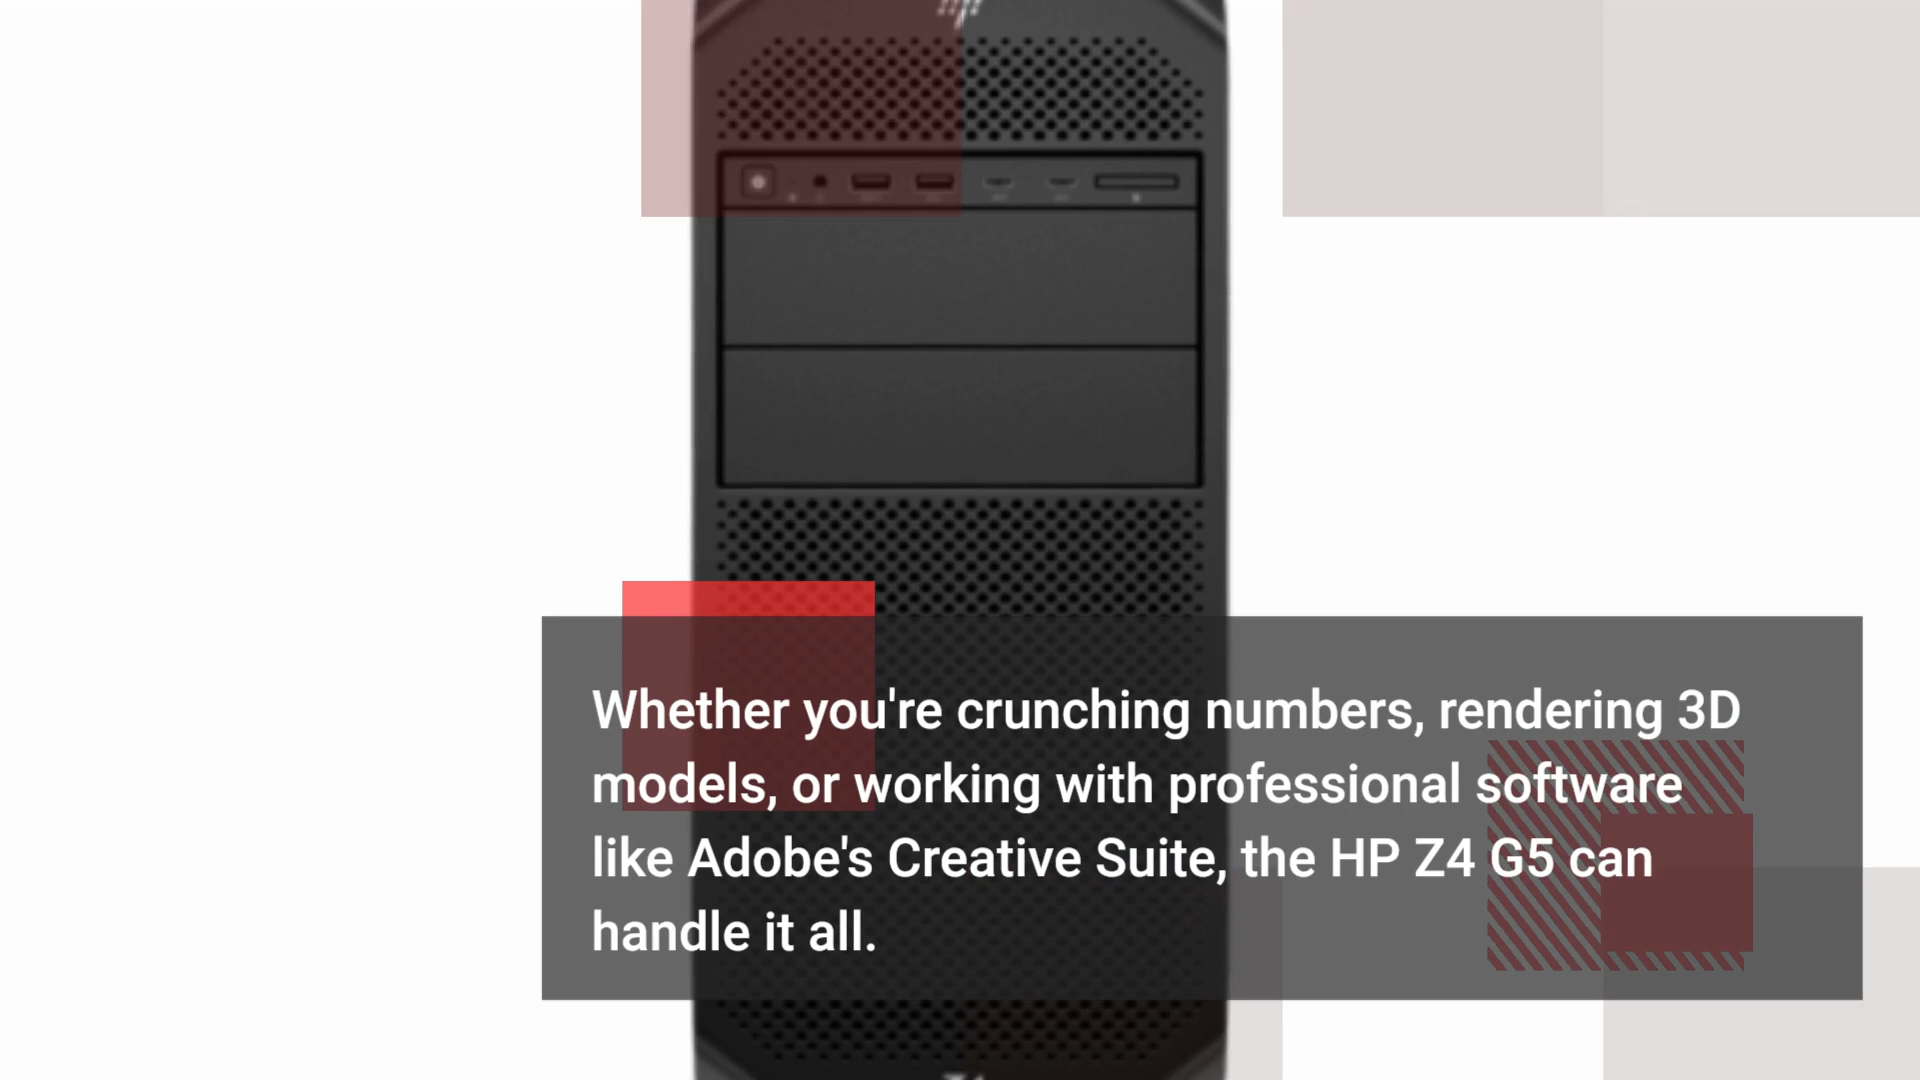 Whether you're crunching numbers, rendering 3D
models, or working with professional software
like Adobe's Creative Suite, the HP Z4 G5 can
handle it all.